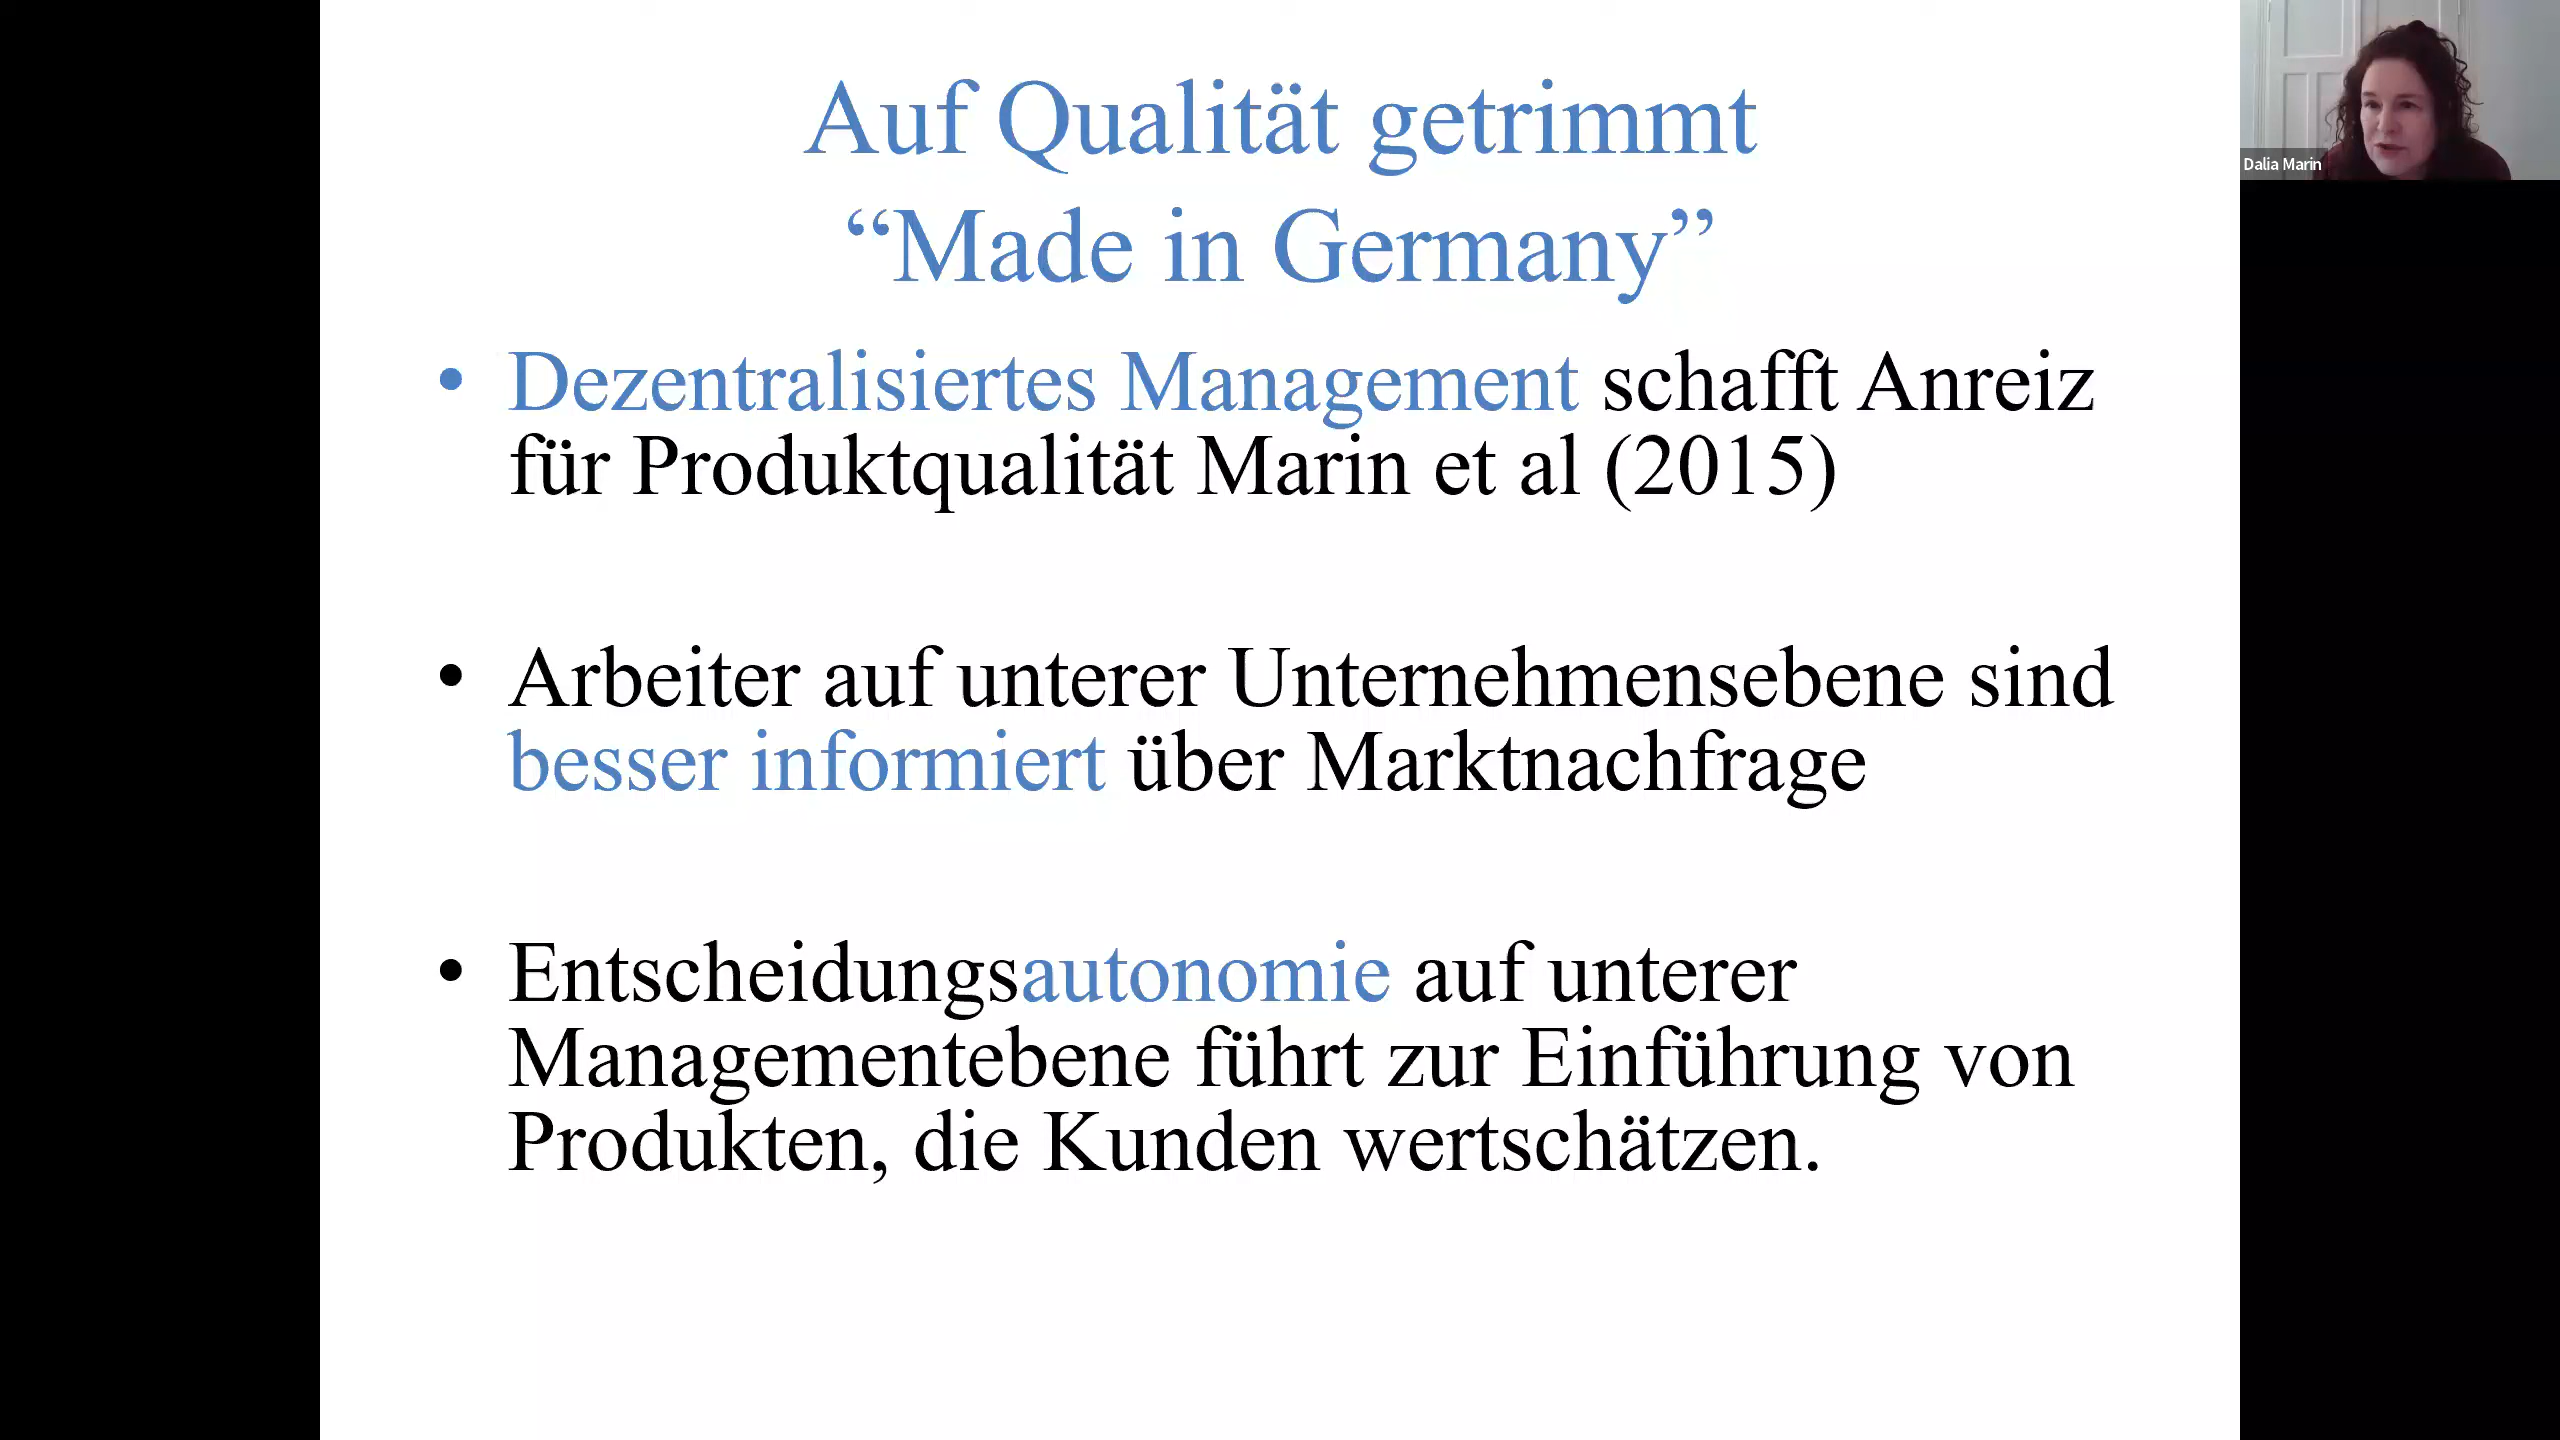 Auf Qualität getrimmt
“Made in Germany”
• Dezentralisiertes Management schafft Anreiz
für Produktqualität Marin et al (2015)
• Arbeiter auf unterer Unternehmensebene sind
besser informiert über Marktnachfrage
• Entscheidungsautonomie auf unterer
Managementebene führt zur Einführung von
Produkten, die Kunden wertschätzen.
Dalia Marin